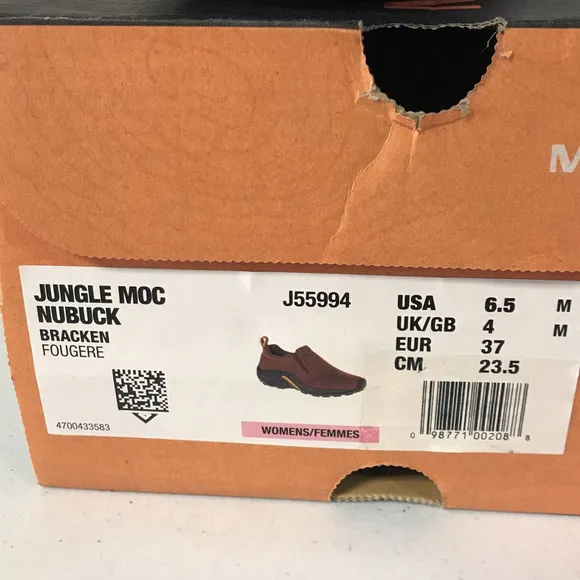 M
JUNGLE MOC
NUBUCK
BRACKEN
FOUGERE
4700433583
J55994
WOMENS/FEMMES
USA 6.5 M
UK/GB 4 M
EUR 37
CM 23.5
0 98771 00208 8